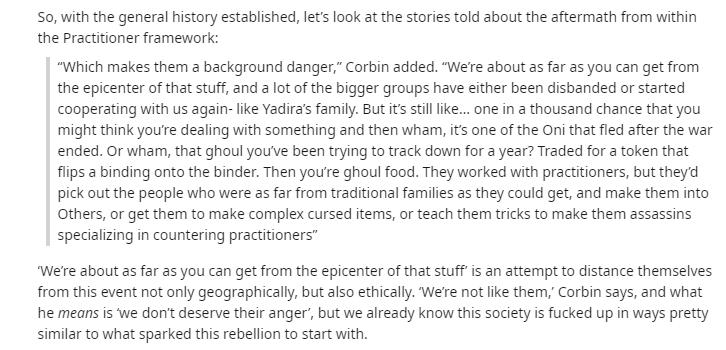 So, with the general history established, let’s look at the stories told about the aftermath from within
the Practitioner framework:
“Which makes them a background danger,” Corbin added. “We’re about as far as you can get from
the epicenter of that stuff, and a lot of the bigger groups have either been disbanded or started
cooperating with us again- like Yadira’s family. But it’s still like… one in a thousand chance that you
might think you’re dealing with something and then wham, it’s one of the Oni that fled after the war
ended. Or wham, that ghoul you’ve been trying to track down for a year? Traded for a token that
flips a binding onto the binder. Then you’re ghoul food. They worked with practitioners, but they’d
pick out the people who were as far from traditional families as they could get, and make them into
Others, or get them to make complex cursed items, or teach them tricks to make them assassins
specializing in countering practitioners”
‘We’re about as far as you can get from the epicenter of that stuff’ is an attempt to distance themselves
from this event not only geographically, but also ethically. ‘We’re not like them,’ Corbin says, and what
he means is ‘we don’t deserve their anger’, but we already know this society is fucked up in ways pretty
similar to what sparked this rebellion to start with.